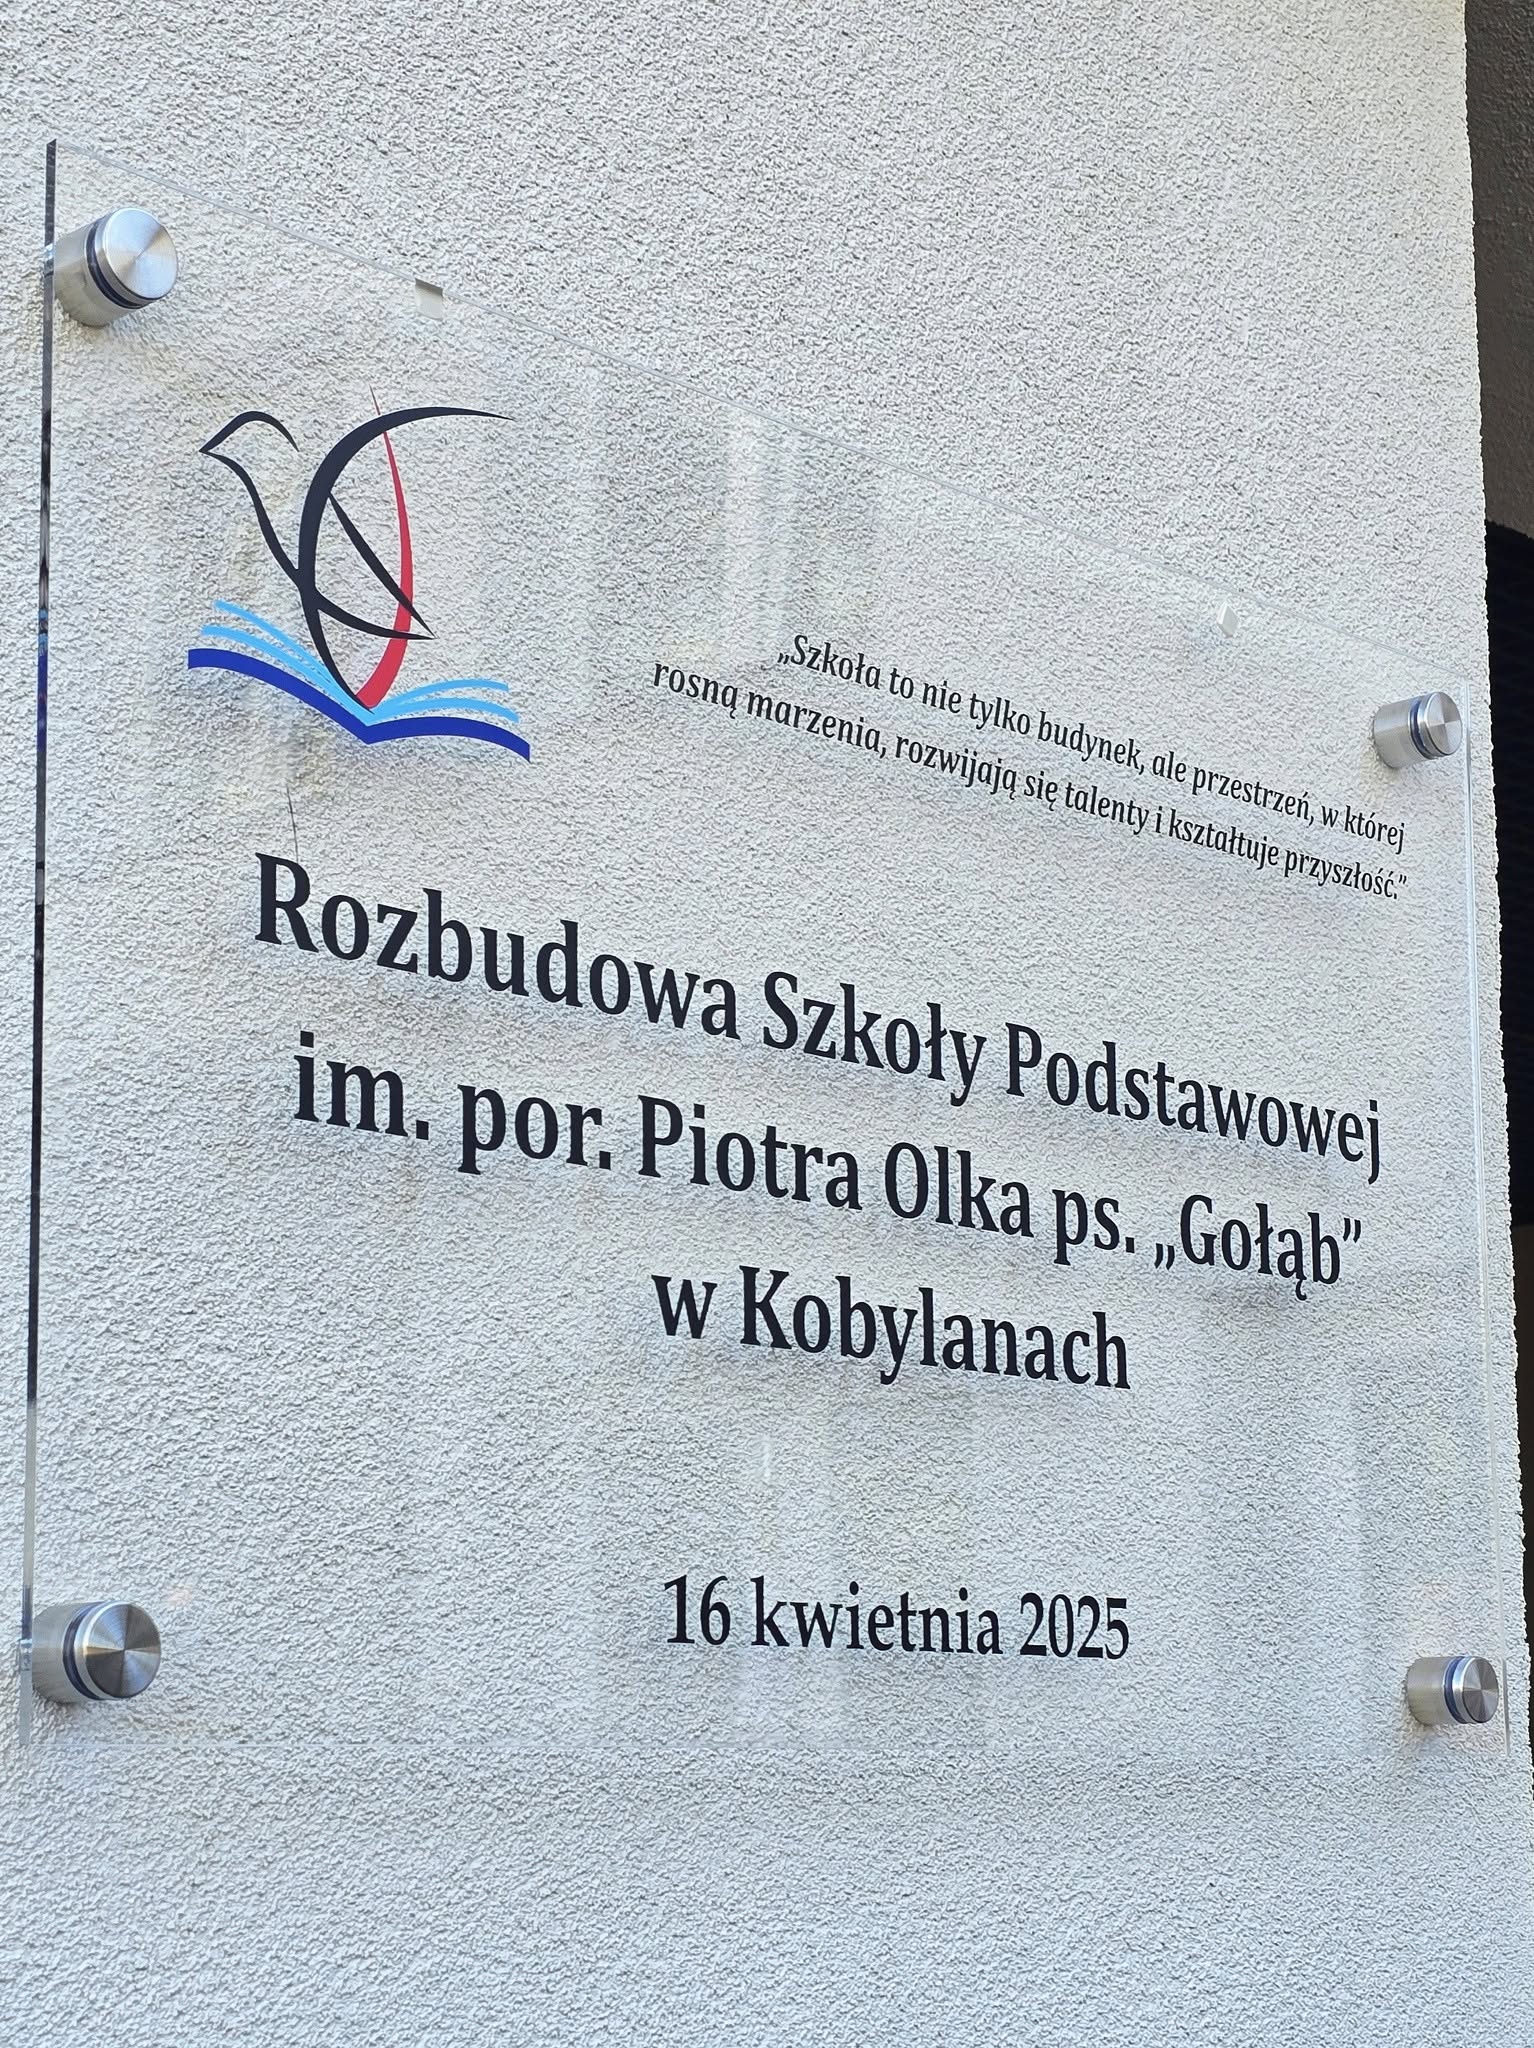 „Szkoła to nie tylko budynek, ale przestrzeń, w której
rosną marzenia, rozwijają się talenty i kształtuje przyszłość.”
Rozbudowa Szkoły Podstawowej
im. por. Piotra Olka ps. „Gołąb”
w Kobylanach
16 kwietnia 2025